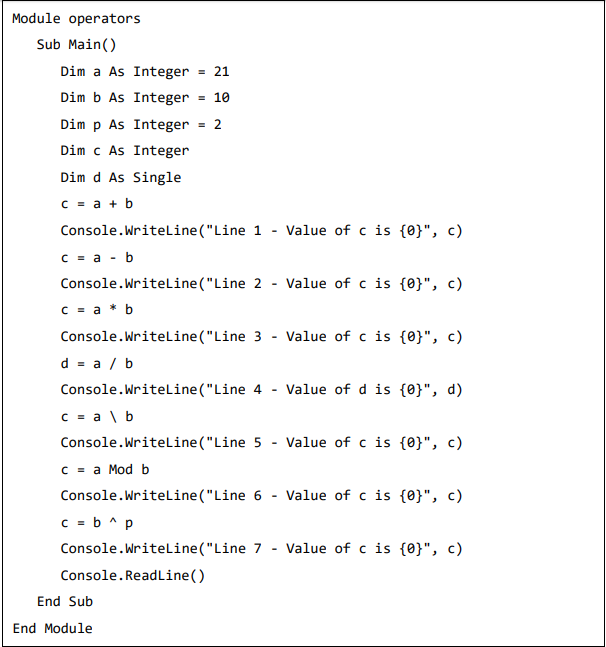 Module operators
Sub Main()
Dim a As Integer = 21
Dim b As Integer = 10
Dim p As Integer = 2
Dim c As Integer
Dim d As Single
c = a + b
Console.WriteLine("Line 1 - Value of c is {0}", c)
c = a - b
Console.WriteLine("Line 2 - Value of c is {0}", c)
c = a * b
Console.WriteLine("Line 3 - Value of c is {0}", c)
d = a / b
Console.WriteLine("Line 4 - Value of d is {0}", d)
c = a \ b
Console.WriteLine("Line 5 - Value of c is {0}", c)
c = a Mod b
Console.WriteLine("Line 6 - Value of c is {0}", c)
c = b ^ p
Console.WriteLine("Line 7 - Value of c is {0}", c)
Console.ReadLine()
End Sub
End Module